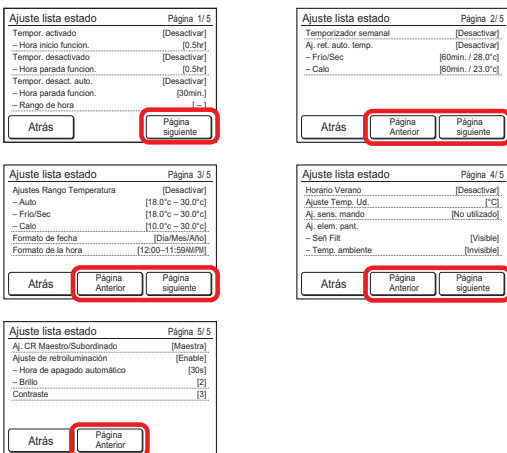 Ajuste lista estado Página 1/ 5
Tempor. activado [Desactivar]
– Hora inicio funcion. [0.5hr]
Tempor. desactivado [Desactivar]
– Hora parada funcion. [0.5hr]
Tempor. desact. auto. [Desactivar]
– Hora parada funcion. [30min.]
– Rango de hora [ – ]
Atrás
Página
siguiente
Ajuste lista estado Página 2/ 5
Temporizador semanal [Desactivar]
Aj. ret. auto. temp. [Desactivar]
– Frío/Sec [60min. / 28.0°c]
– Calo [60min. / 23.0°c]
Atrás
Página
Anterior
Página
siguiente
Ajuste lista estado Página 3/ 5
Ajustes Rango Temperatura [Desactivar]
– Auto [18.0°c – 30.0°c]
– Frío/Sec [18.0°c – 30.0°c]
– Calo [10.0°c – 30.0°c]
Formato de fecha [Día/Mes/Año]
Formato de la hora [12:00–11:59AM/PM]
Atrás
Página
Anterior
Página
siguiente
Ajuste lista estado Página 4/ 5
Horario Verano [Desactivar]
Ajuste Temp. Ud. [°C]
Aj. sens. mando [No utilizado]
Aj. elem. pant.
– Señ Filt [Visible]
– Temp. ambiente [Invisible]
Atrás
Página
Anterior
Página
siguiente
Ajuste lista estado Página 5/ 5
Aj. CR Maestro/Subordinado [Maestra]
Ajuste de retroiluminación [Enable]
– Hora de apagado automático [30s]
– Brillo [2]
Contraste [3]
Atrás
Página
Anterior